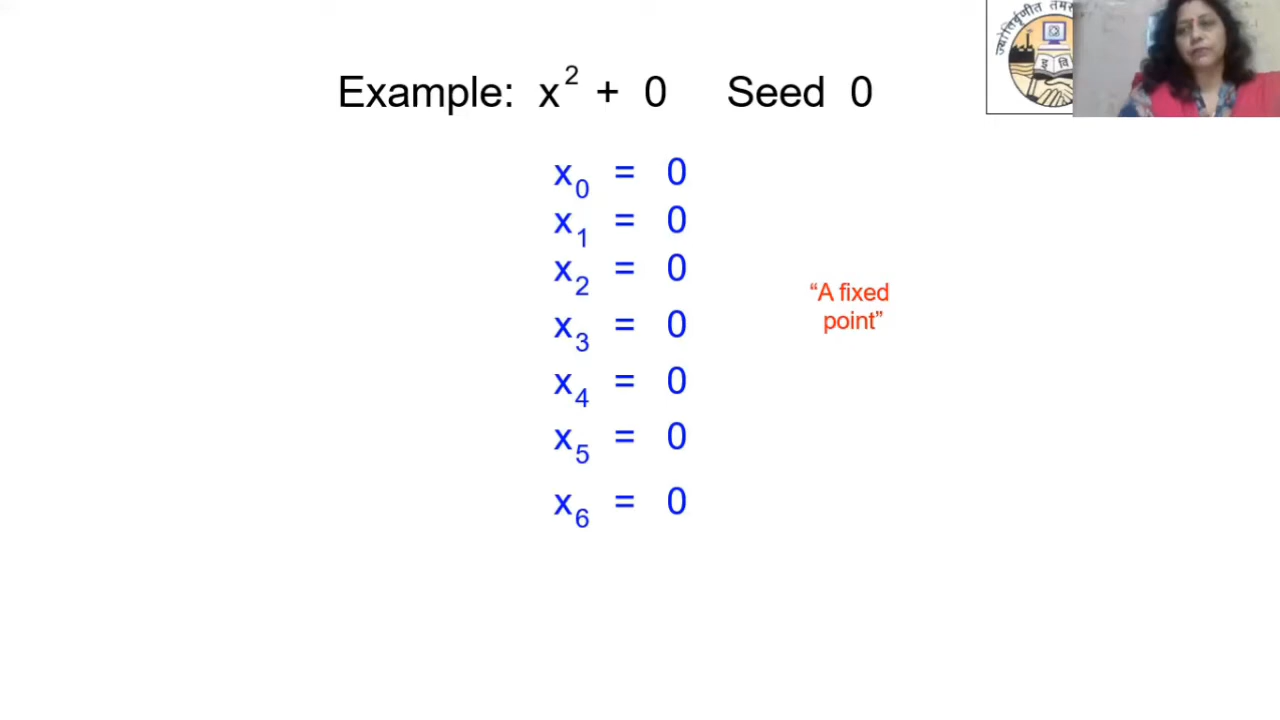 ज्योतिर्वृणीत तमस
इ वि
Example: x² + 0 Seed 0
x₀ = 0
x₁ = 0
x₂ = 0
“A fixed
point”
x₃ = 0
x₄ = 0
x₅ = 0
x₆ = 0